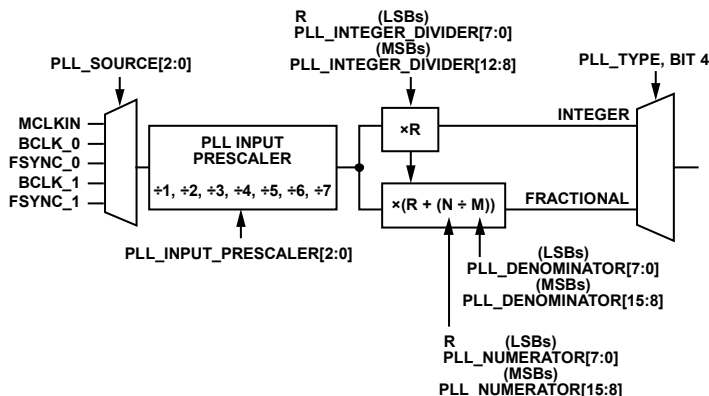 R (LSBs)
PLL_INTEGER_DIVIDER[7:0]
(MSBs)
PLL_INTEGER_DIVIDER[12:8]
PLL_SOURCE[2:0]
PLL_TYPE, BIT 4
MCLKIN
BCLK_0
FSYNC_0
BCLK_1
FSYNC_1
PLL INPUT
PRESCALER
÷1, ÷2, ÷3, ÷4, ÷5, ÷6, ÷7
×R
INTEGER
×(R + (N ÷ M))
FRACTIONAL
PLL_INPUT_PRESCALER[2:0]
(LSBs)
PLL_DENOMINATOR[7:0]
(MSBs)
PLL_DENOMINATOR[15:8]
R (LSBs)
PLL_NUMERATOR[7:0]
(MSBs)
PLL_NUMERATOR[15:8]